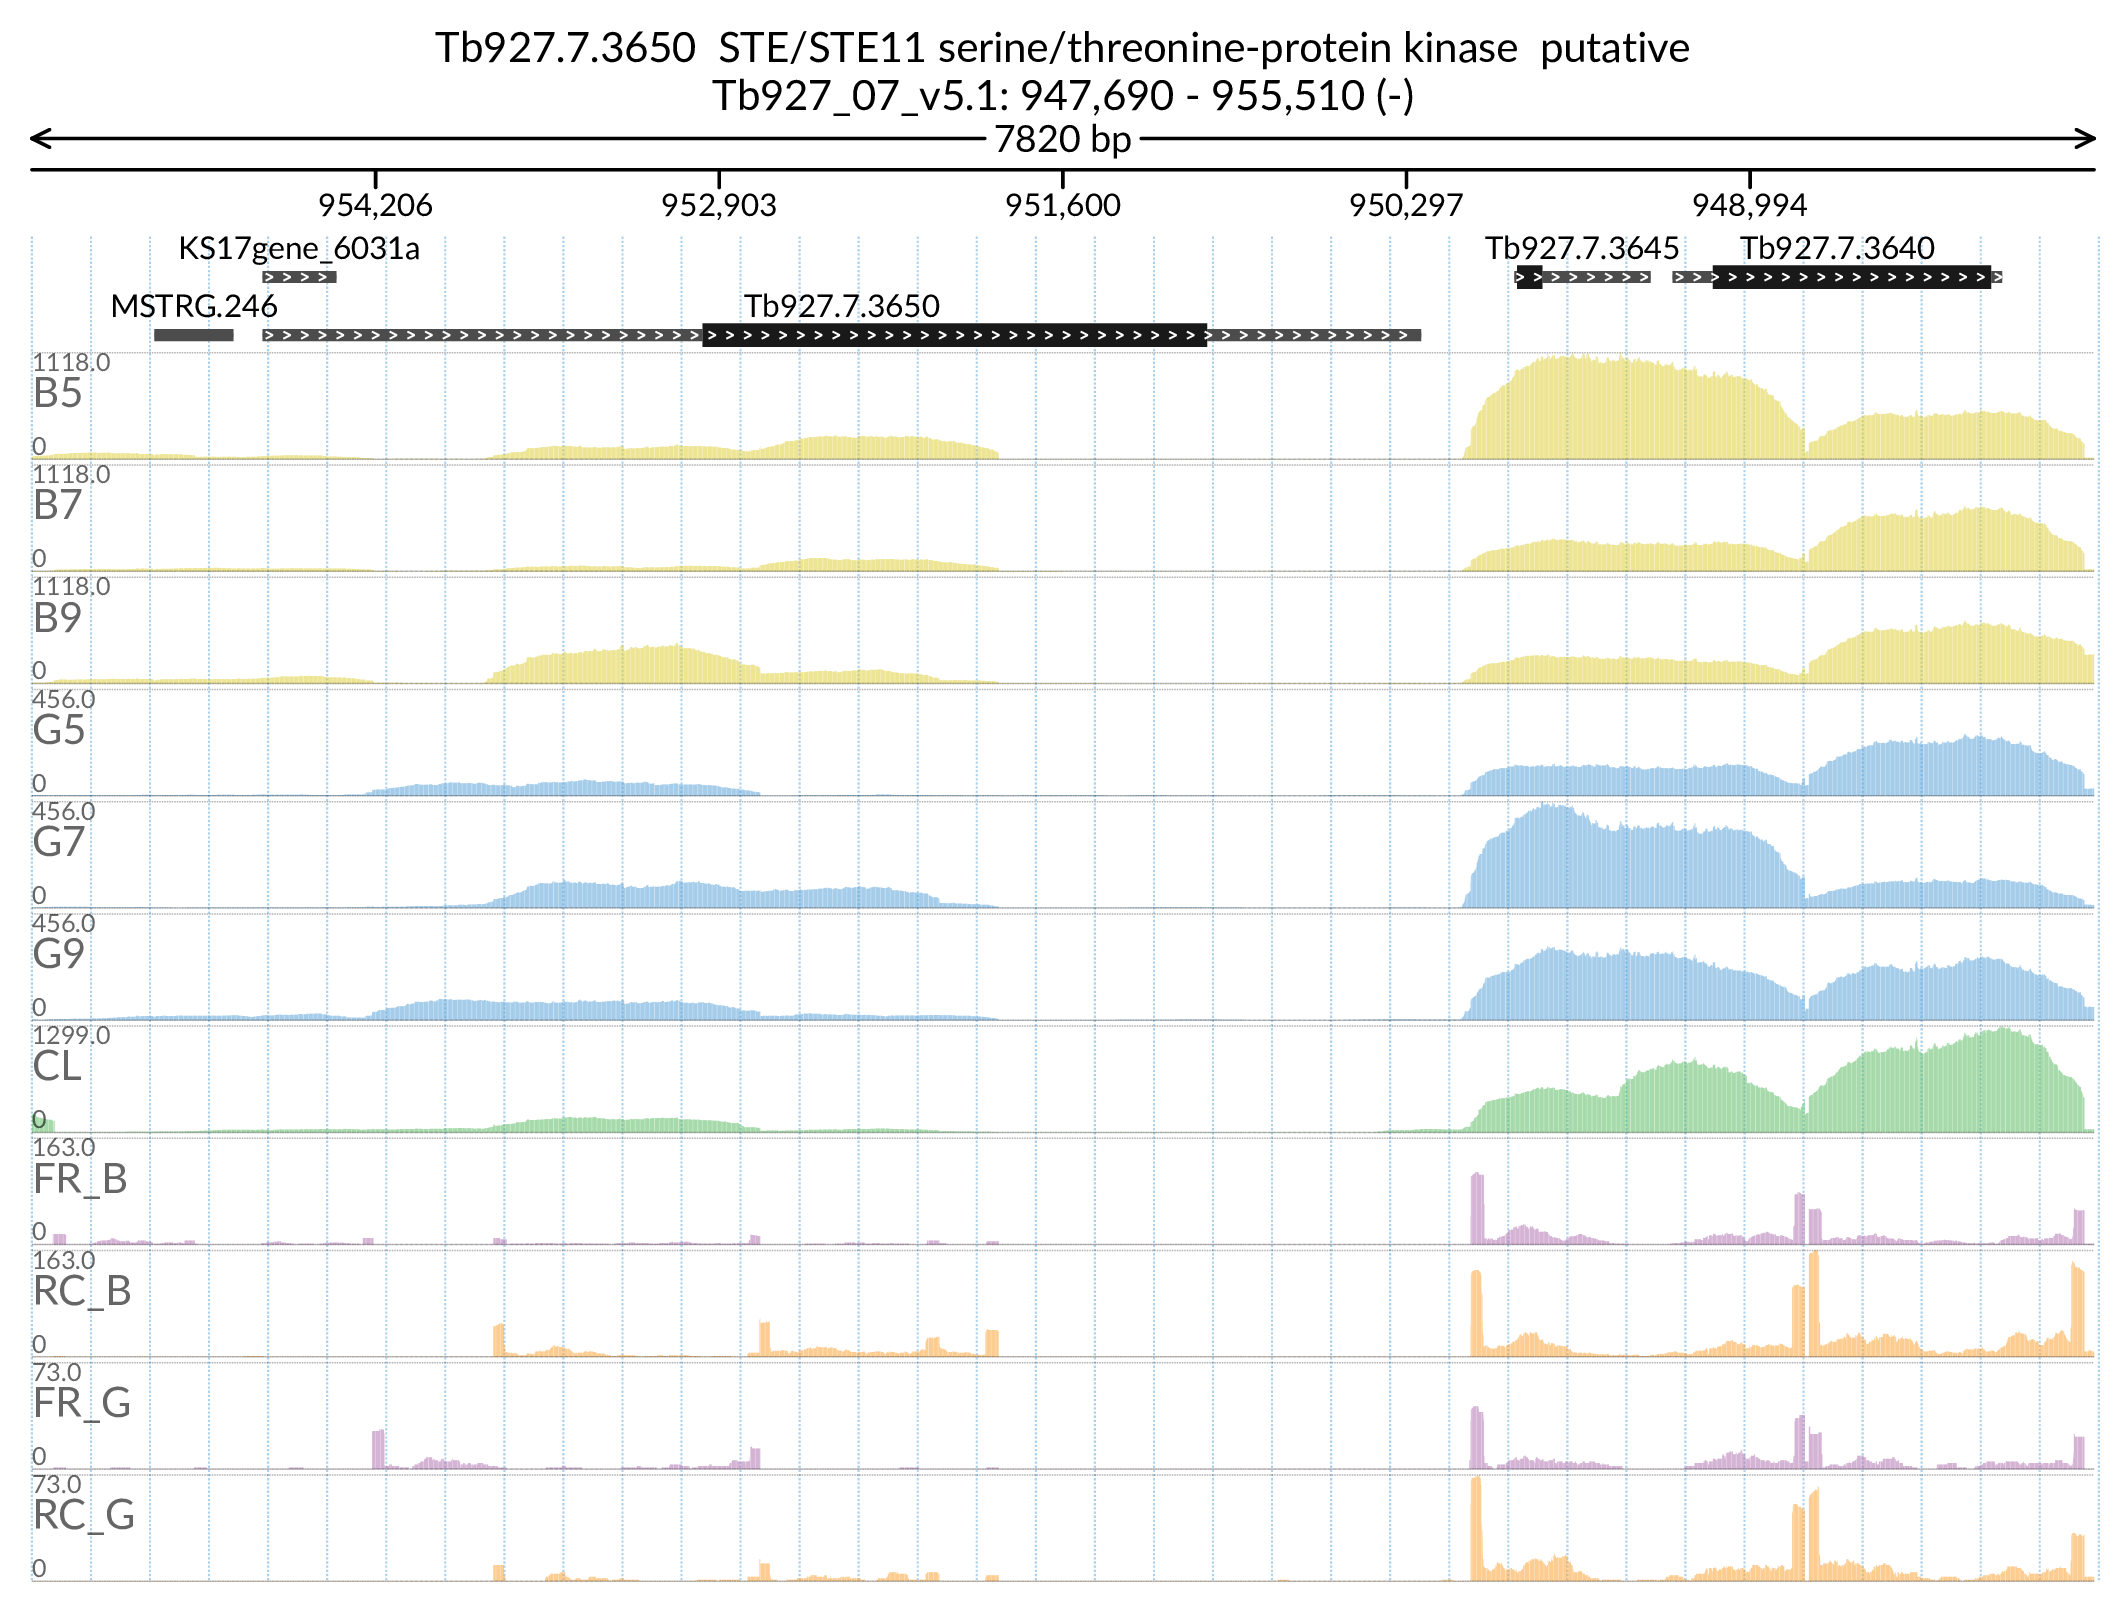 Tb927.7.3650  STE/STE11 serine/threonine-protein kinase  putative
Tb927_07_v5.1: 947,690 - 955,510 (-)
7820 bp
954,206 952,903 951,600 950,297 948,994
KS17gene_6031a Tb927.7.3645 Tb927.7.3640
MSTRG.246 Tb927.7.3650
1118.0
B5
0
1118.0
B7
0
1118.0
B9
0
456.0
G5
0
456.0
G7
0
456.0
G9
0
1299.0
CL
0
163.0
FR_B
0
163.0
RC_B
0
73.0
FR_G
0
73.0
RC_G
0